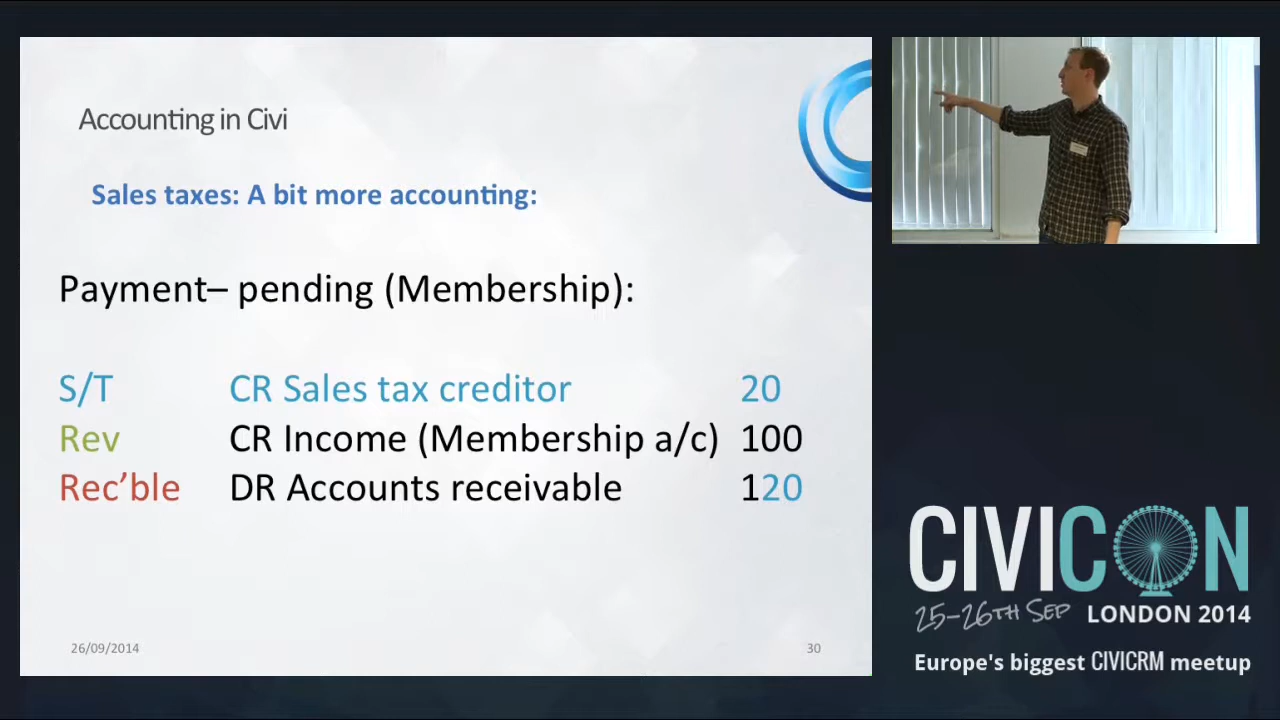 Accounting in Civi
Sales taxes: A bit more accounting:
Payment– pending (Membership):
S/T CR Sales tax creditor 20
Rev CR Income (Membership a/c) 100
Rec’ble DR Accounts receivable 120
26/09/2014 30
CIVICON
25-26TH SEP LONDON 2014
Europe's biggest CIVICRM meetup